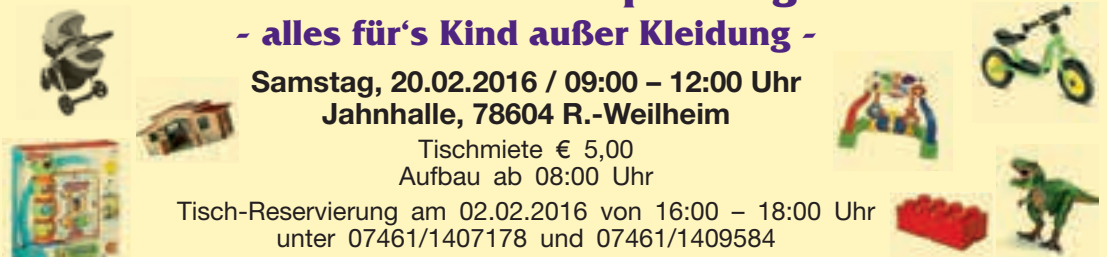 - alles für‘s Kind außer Kleidung -
Samstag, 20.02.2016 / 09:00 – 12:00 Uhr
Jahnhalle, 78604 R.-Weilheim
Tischmiete € 5,00
Aufbau ab 08:00 Uhr
Tisch-Reservierung am 02.02.2016 von 16:00 – 18:00 Uhr
unter 07461/1407178 und 07461/1409584